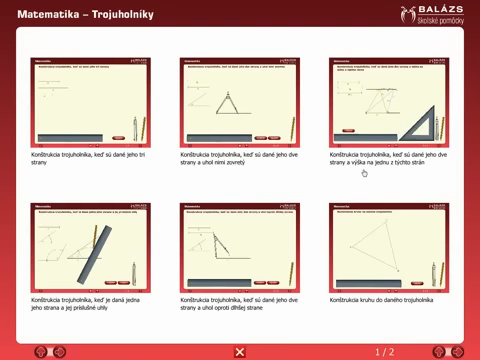 Matematika – Trojuholníky
BALÁZS
školské pomôcky
Konštrukcia trojuholníka, keď sú dané jeho tri
strany
Konštrukcia trojuholníka, keď sú dané jeho dve
strany a uhol nimi zovretý
Konštrukcia trojuholníka, keď sú dané jeho dve
strany a výška na jednu z týchto strán
Konštrukcia trojuholníka, keď je daná jedna
jeho strana a jej príslušné uhly
Konštrukcia trojuholníka, keď sú dané jeho dve
strany a uhol oproti dlhšej strane
Konštrukcia kruhu do daného trojuholníka
1 / 2